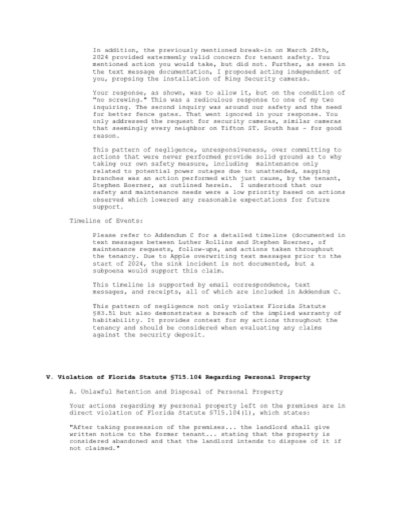 In addition, the previously mentioned break-in on March 28th,
2024 provided extermemly valid concern for tenant safety. You
mentioned action you would take, but did not. Further, as seen in
the text message documentation, I proposed acting independent of
you, propsing the installation of Ring Security cameras.
Your response, as shown, was to allow it, but on the condition of
"no screwing." This was a rediculous response to one of my two
inquiring. The second inquiry was around our safety and the need
for better fence gates. That went ignored in your response. You
only addressed the request for security cameras, similar cameras
that seemingly every neighbor on Tifton ST. South has - for good
reason.
This pattern of negligence, unresponsiveness, over committing to
actions that were never performed provide solid ground as to why
taking our own safety measure, including maintenance only
related to potential power outages due to unattended, sagging
branches was an action performed with just cause, by the tenant,
Stephen Boerner, as outlined herein. I understood that our
safety and maintenance needs were a low priority based on actions
observed which lowered any reasonable expectations for future
support.
Timeline of Events:
Please refer to Addendum C for a detailed timeline (documented in
text messages between Luther Rollins and Stephen Boerner, of
maintenance requests, follow-ups, and actions taken throughout
the tenancy. Due to Apple overwriting text messages prior to the
start of 2024, the sink incident is not documented, but a
subpoena would support this claim.
This timeline is supported by email correspondence, text
messages, and receipts, all of which are included in Addendum C.
This pattern of negligence not only violates Florida Statute
§83.51 but also demonstrates a breach of the implied warranty of
habitability. It provides context for my actions throughout the
tenancy and should be considered when evaluating any claims
against the security deposit.
V. Violation of Florida Statute §715.104 Regarding Personal Property
A. Unlawful Retention and Disposal of Personal Property
Your actions regarding my personal property left on the premises are in
direct violation of Florida Statute §715.104(1), which states:
"After taking possession of the premises... the landlord shall give
written notice to the former tenant... stating that the property is
considered abandoned and that the landlord intends to dispose of it if
not claimed."